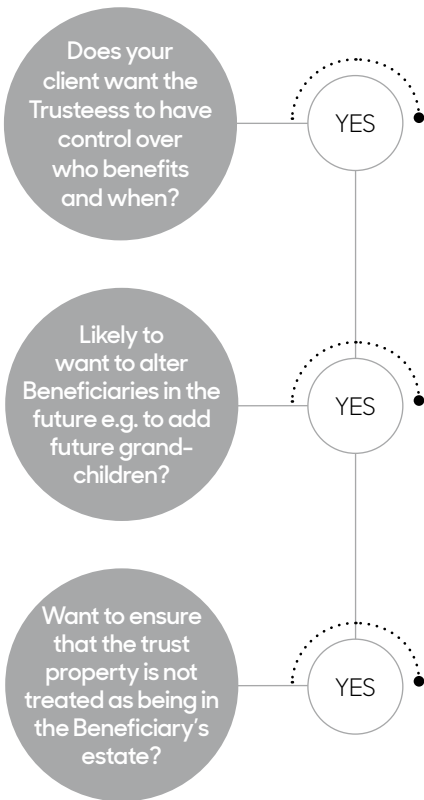 Does your
client want the
Trusteess to have
control over
who benefits
and when?
YES
Likely to
want to alter
Beneficiaries in the
future e.g. to add
future grand-
children?
YES
Want to ensure
that the trust
property is not
treated as being in
the Beneficiary's
estate?
YES